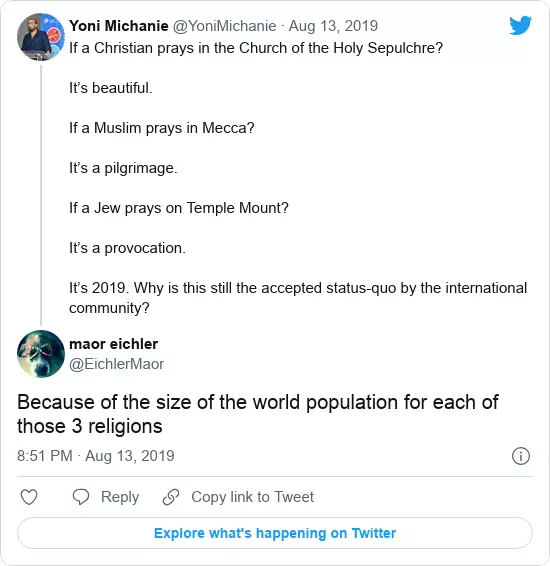 Yoni Michanie @YoniMichanie · Aug 13, 2019
If a Christian prays in the Church of the Holy Sepulchre?
It’s beautiful.
If a Muslim prays in Mecca?
It’s a pilgrimage.
If a Jew prays on Temple Mount?
It’s a provocation.
It’s 2019. Why is this still the accepted status-quo by the international
community?
maor eichler
@EichlerMaor
Because of the size of the world population for each of
those 3 religions
8:51 PM · Aug 13, 2019
Reply
Copy link to Tweet
Explore what's happening on Twitter